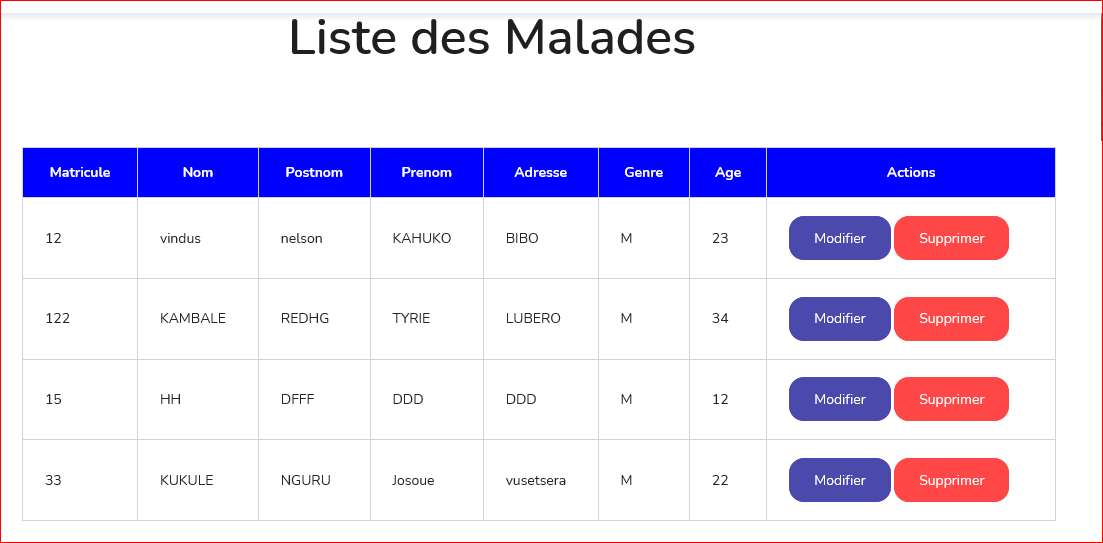 Liste des Malades
Matricule Nom Postnom Prenom Adresse Genre Age Actions
12 vindus nelson KAHUKO BIBO M 23 Modifier Supprimer
122 KAMBALE REDHG TYRIE LUBERO M 34 Modifier Supprimer
15 HH DFFF DDD DDD M 12 Modifier Supprimer
33 KUKULE NGURU Josoue vusetsera M 22 Modifier Supprimer